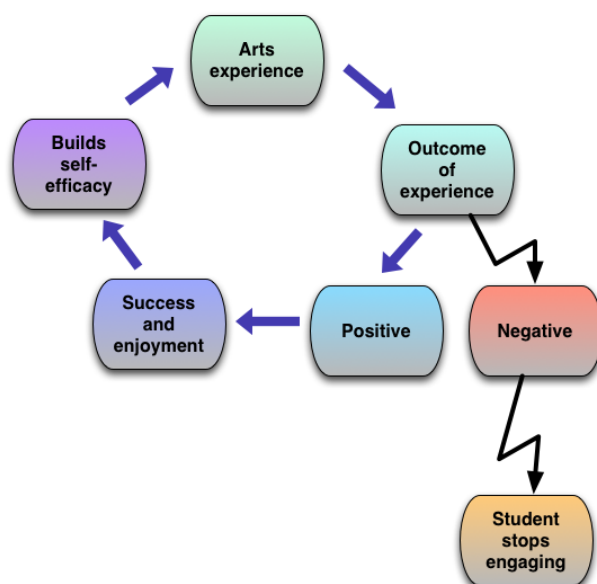 Arts
experience
Outcome
of
experience
Builds
self-
efficacy
Success
and
enjoyment
Positive
Negative
Student
stops
engaging